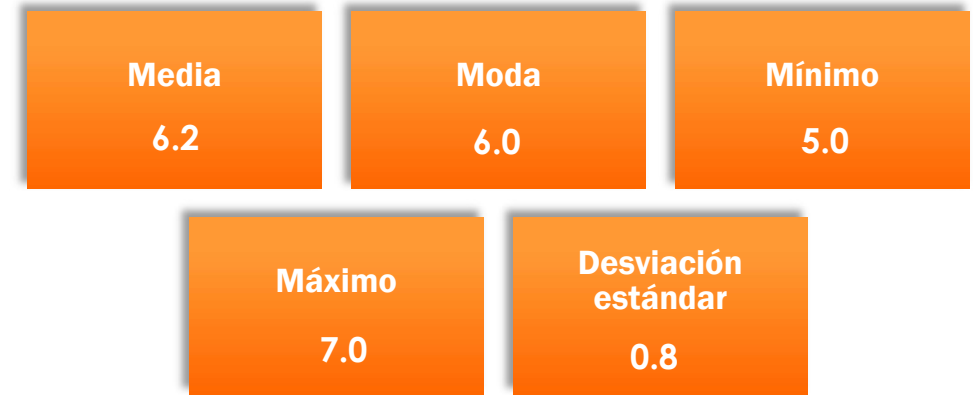 Media
6.2
Moda
6.0
Mínimo
5.0
Máximo
7.0
Desviación
estándar
0.8